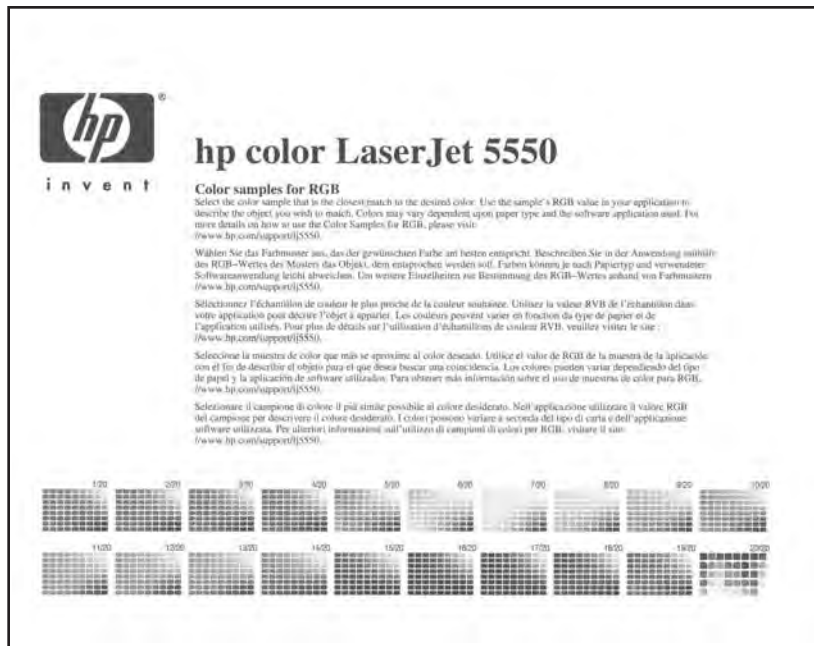 hp
®
invent
hp color LaserJet 5550
Color samples for RGB
Select the color sample that is the closest match to the desired color. Use the sample's RGB value in your application to
describe the object you wish to match. Colors may vary dependent upon paper type and the software application used. For
more details on how to use the Color Samples for RGB, please visit:
//www.hp.com/support/lj5550.
Wählen Sie das Farbmuster aus, das der gewünschten Farbe am besten entspricht. Beschreiben Sie in der Anwendung mithilfe
des RGB-Wertes des Musters das Objekt, dem entsprochen werden soll. Farben können je nach Papiertyp und verwendeter
Softwareanwendung leicht abweichen. Um weitere Einzelheiten zur Bestimmung des RGB-Wertes anhand von Farbmustern
//www.hp.com/support/lj5550.
Sélectionnez l'échantillon de couleur le plus proche de la couleur souhaitée. Utilisez la valeur RVB de l'échantillon dans
votre application pour décrire l'objet à apparier. Les couleurs peuvent varier en fonction du type de papier et de
l'application utilisés. Pour plus de détails sur l'utilisation d'échantillons de couleur RVB, veuillez visiter le site :
//www.hp.com/support/lj5550.
Seleccione la muestra de color que más se aproxime al color deseado. Utilice el valor de RGB de la muestra de la aplicación
con el fin de describir el objeto para el que desea buscar una coincidencia. Los colores pueden variar dependiendo del tipo
de papel y la aplicación de software utilizados. Para obtener más información sobre el uso de muestras de color para RGB,
//www.hp.com/support/lj5550.
Selezionare il campione di colore il più simile possibile al colore desiderato. Nell'applicazione utilizzare il valore RGB
del campione per descrivere il colore desiderato. I colori possono variare a seconda del tipo di carta e dell'applicazione
software utilizzata. Per ulteriori informazioni sull'utilizzo di campioni di colori per RGB, visitare il sito:
//www.hp.com/support/lj5550.
1/20 2/20 3/20 4/20 5/20 6/20 7/20 8/20 9/20 10/20
11/20 12/20 13/20 14/20 15/20 16/20 17/20 18/20 19/20 20/20